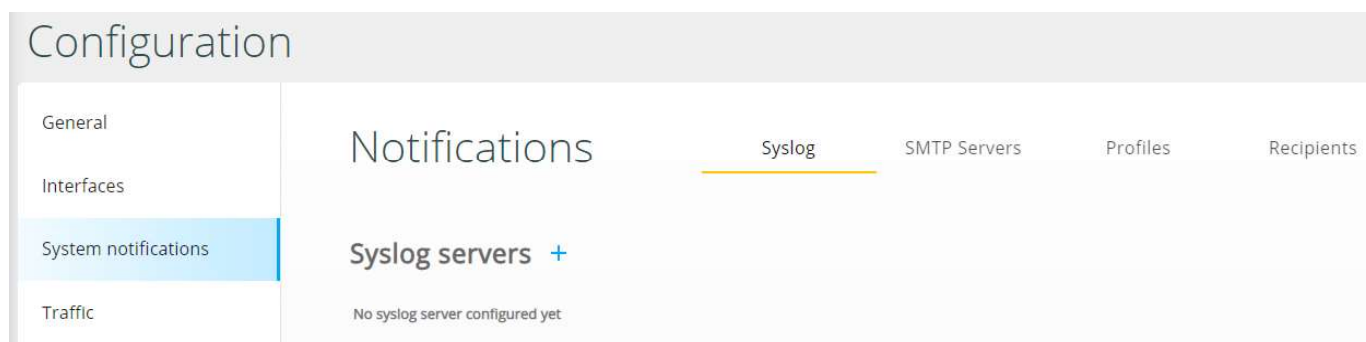 Configuration
General
Interfaces
System notifications
Traffic
Notifications Syslog SMTP Servers Profiles Recipients
Syslog servers +
No syslog server configured yet